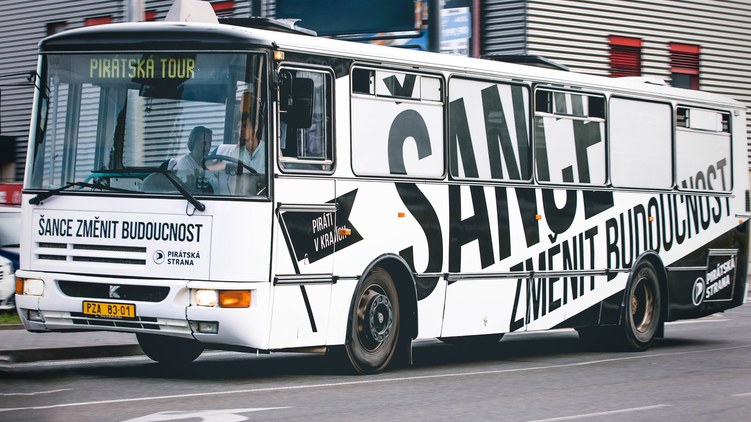 PIRÁTSKÁ TOUR
ŠANCE ZMĚNIT BUDOUCNOST
PIRÁTSKÁ
STRANA
PZA 83-01
PIRÁTI
V KRAJÍCH
ŠANCE
ZMĚNIT BUDOUCNOST
PIRÁTSKÁ
STRANA